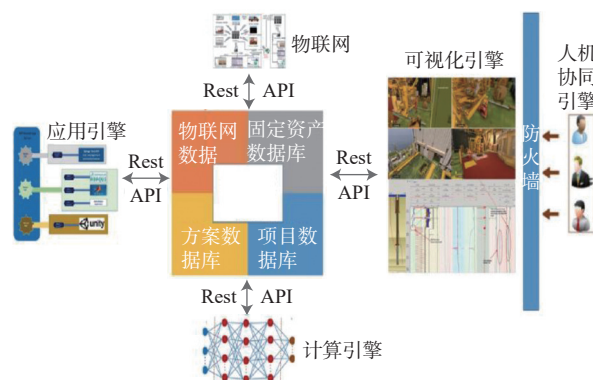 物联网
Rest API
可视化引擎
人机
协同
引擎
应用引擎
物联网
数据
固定资产
数据库
Rest
API
Rest
API
防
火
墙
unity
方案数
据库
项目数
据库
Rest API
计算引擎